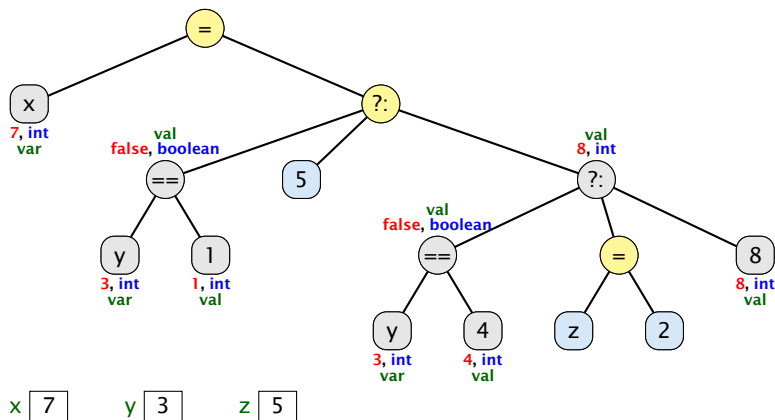 =
x
7, int
var
?:
val
false, boolean
==
5
val
8, int
?:
y
3, int
var
1
1, int
val
val
false, boolean
==
=
8
8, int
val
y
3, int
var
4
4, int
val
z
2
x 7 y 3 z 5